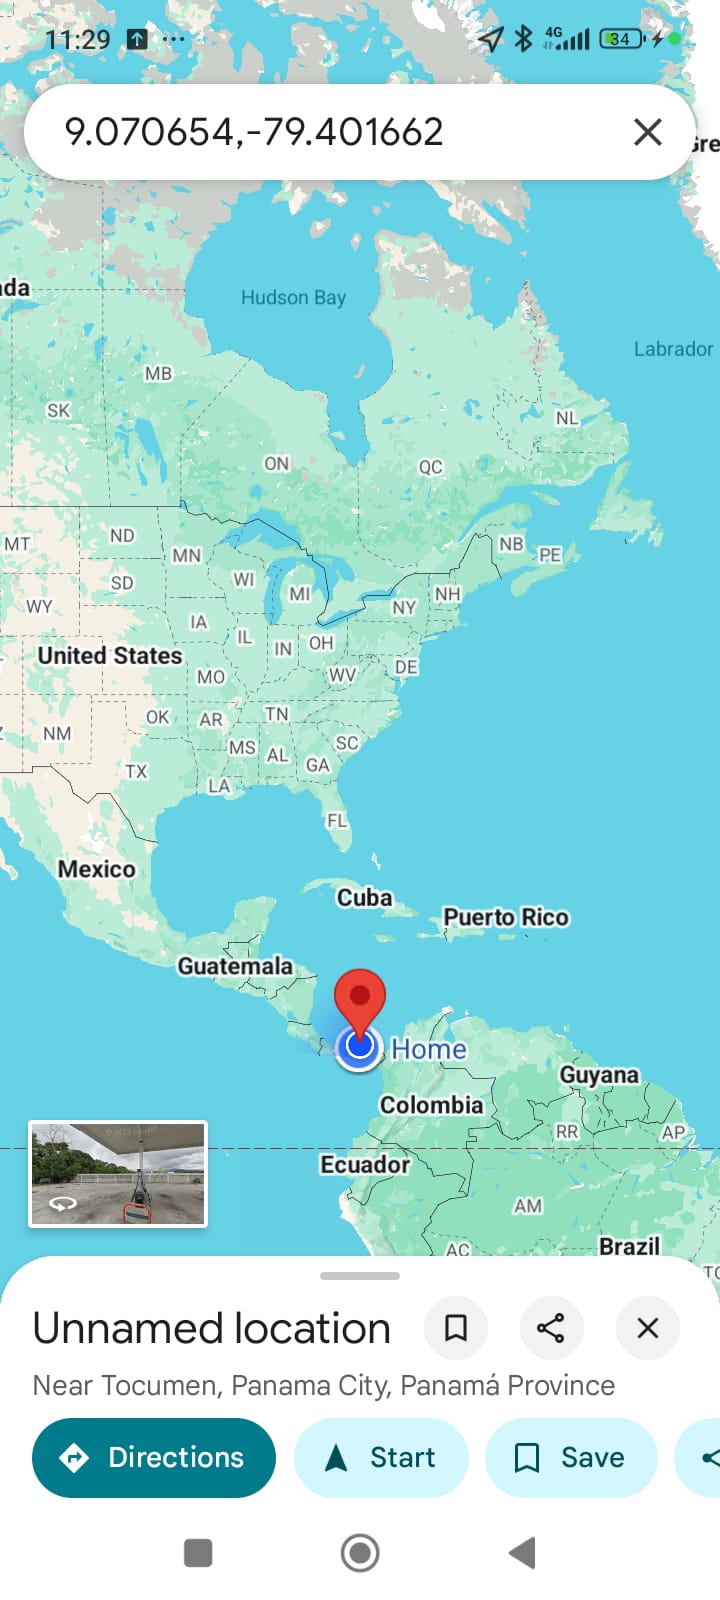 11:29
4G
34
9.070654,-79.401662
Gre
da
Hudson Bay
Labrador
MB
SK
NL
ON
QC
MT
ND
MN
NB
PE
SD
WI
MI
NH
WY
NY
IA
IL
IN
OH
United States
MO
WV
DE
OK
AR
TN
NM
MS
AL
SC
TX
GA
LA
FL
Mexico
Cuba
Puerto Rico
Guatemala
Home
Guyana
Colombia
RR
AP
Ecuador
AM
AC
Brazil
TO
Unnamed location
Near Tocumen, Panama City, Panamá Province
Directions
Start
Save